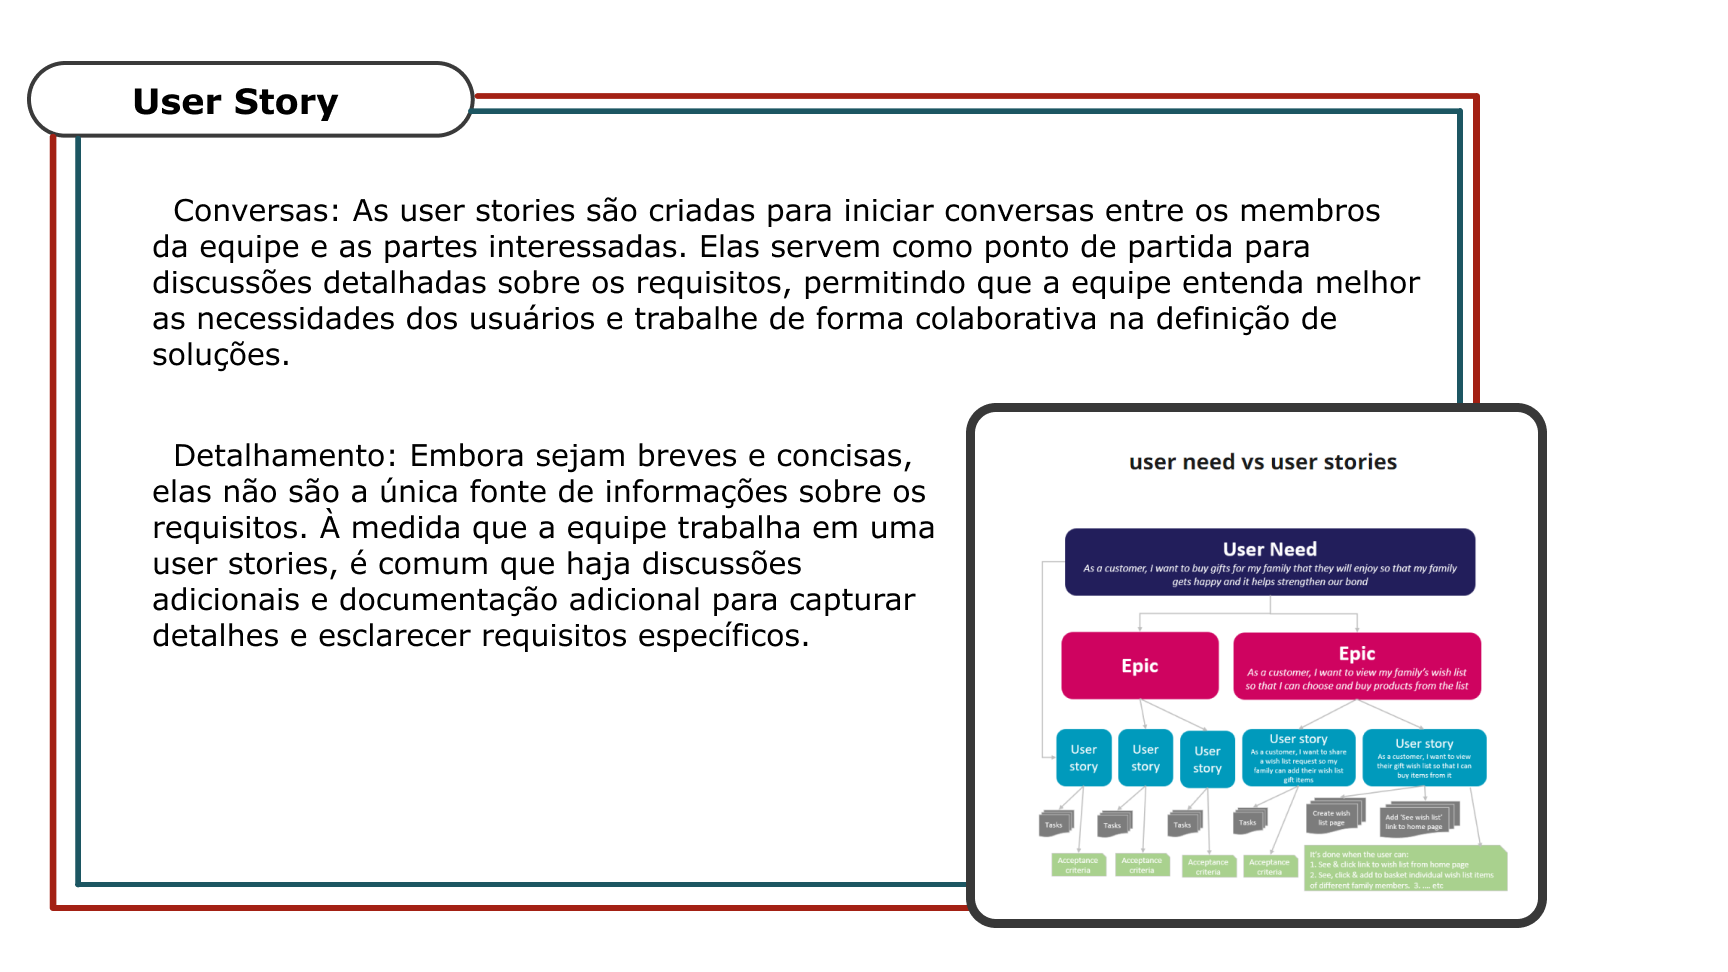 User Story
Conversas: As user stories são criadas para iniciar conversas entre os membros
da equipe e as partes interessadas. Elas servem como ponto de partida para
discussões detalhadas sobre os requisitos, permitindo que a equipe entenda melhor
as necessidades dos usuários e trabalhe de forma colaborativa na definição de
soluções.
Detalhamento: Embora sejam breves e concisas,
elas não são a única fonte de informações sobre os
requisitos. À medida que a equipe trabalha em uma
user stories, é comum que haja discussões
adicionais e documentação adicional para capturar
detalhes e esclarecer requisitos específicos.
user need vs user stories
User Need
As a customer, I want to buy gifts for my family that they will enjoy so that my family
gets happy and it helps strengthen our bond
Epic
Epic
As a customer, I want to view my family's wish list
so that I can choose and buy products from the list
User
story
User
story
User
story
User story
As a customer, I want to share
a wish list request so my
family can add their wish list
gift items
User story
As a customer, I want to view
their gift wish list so that I can
buy items from it
Tasks
Tasks
Tasks
Tasks
Create wish
list page
Add 'See wish list'
link to home page
Acceptance
criteria
Acceptance
criteria
Acceptance
criteria
Acceptance
criteria
It's done when the user can:
1. See & click link to wish list from home page
2. See, click & add to basket individual wish list items
of different family members. 3. ... etc